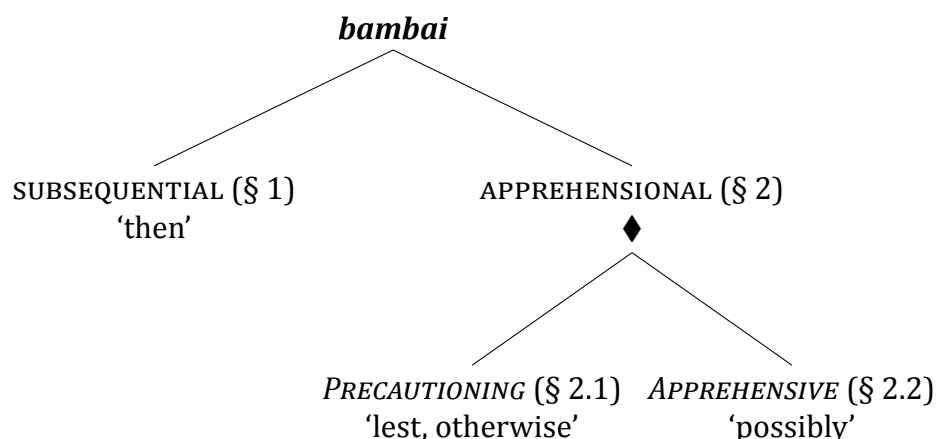 bambai
SUBSEQUENTIAL (§ 1) APPREHENSIONAL (§ 2)
‘then’ ♦
PRECAUTIONING (§ 2.1) APPREHENSIVE (§ 2.2)
‘lest, otherwise’ ‘possibly’